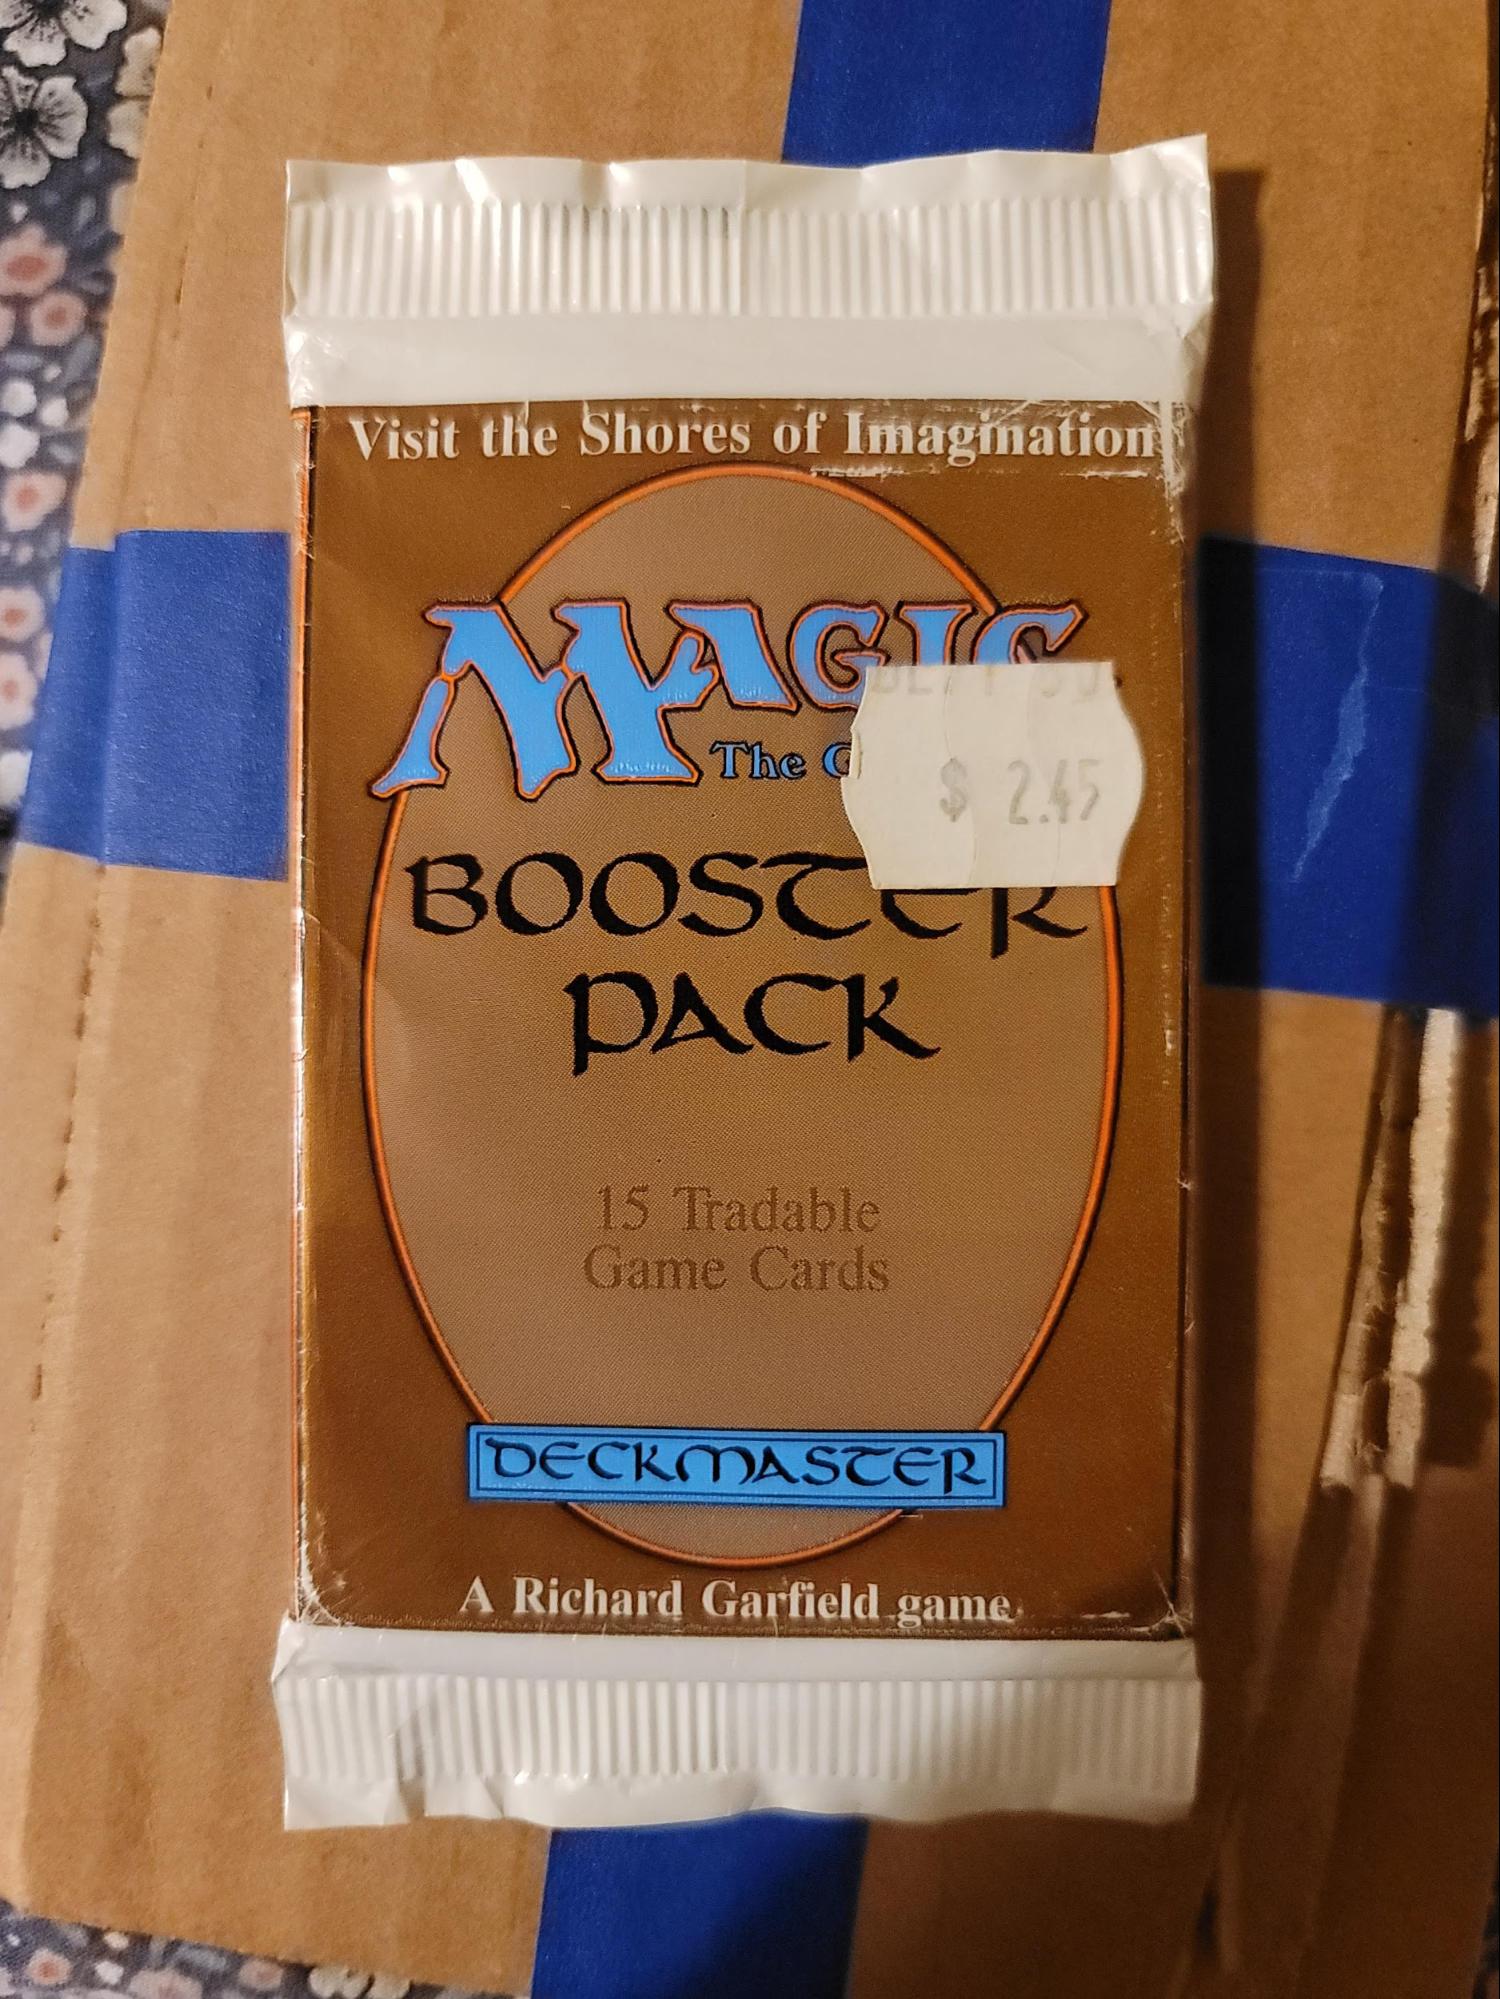 Visit the Shores of Imagination
MAGIC
The
$ 2.45
BOOSTER
PACK
15 Tradable
Game Cards
DECKMASTER
A Richard Garfield game